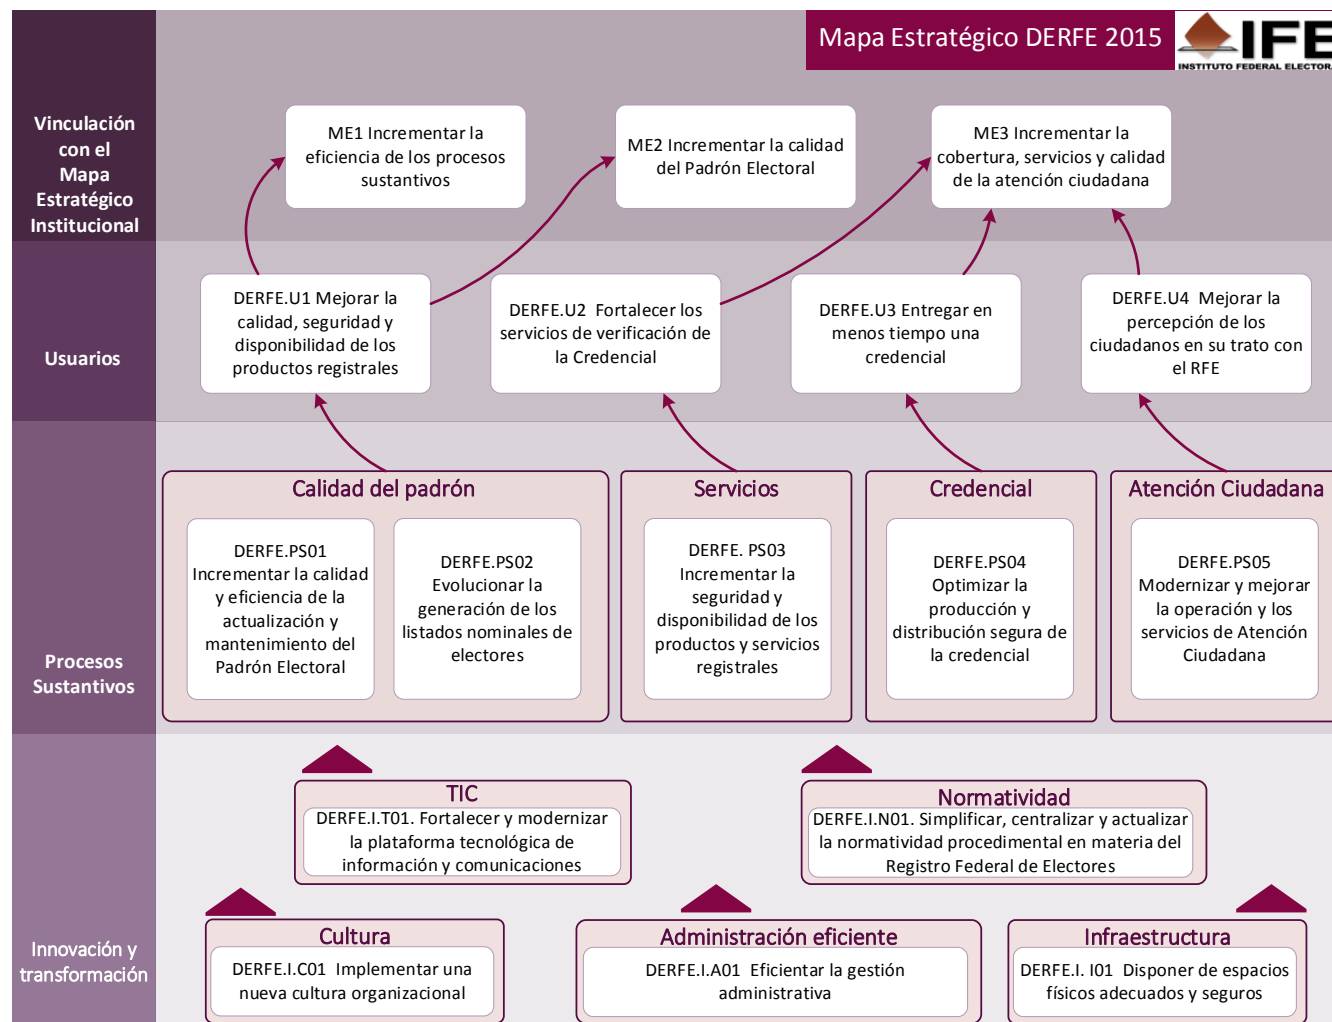 Mapa Estratégico DERFE 2015
IFE
INSTITUTO FEDERAL ELECTORA
Vinculación
con el
Mapa
Estratégico
Institucional
ME1 Incrementar la
eficiencia de los procesos
sustantivos
ME2 Incrementar la calidad
del Padrón Electoral
ME3 Incrementar la
cobertura, servicios y calidad
de la atención ciudadana
Usuarios
DERFE.U1 Mejorar la
calidad, seguridad y
disponibilidad de los
productos registrales
DERFE.U2 Fortalecer los
servicios de verificación de
la Credencial
DERFE.U3 Entregar en
menos tiempo una
credencial
DERFE.U4 Mejorar la
percepción de los
ciudadanos en su trato con
el RFE
Procesos
Sustantivos
Calidad del padrón
DERFE.PS01
Incrementar la calidad
y eficiencia de la
actualización y
mantenimiento del
Padrón Electoral
DERFE.PS02
Evolucionar la
generación de los
listados nominales de
electores
Servicios
DERFE. PS03
Incrementar la
seguridad y
disponibilidad de los
productos y servicios
registrales
Credencial
DERFE.PS04
Optimizar la
producción y
distribución segura de
la credencial
Atención Ciudadana
DERFE.PS05
Modernizar y mejorar
la operación y los
servicios de Atención
Ciudadana
Innovación y
transformación
TIC
DERFE.I.T01. Fortalecer y modernizar
la plataforma tecnológica de
información y comunicaciones
Normatividad
DERFE.I.N01. Simplificar, centralizar y actualizar
la normatividad procedimental en materia del
Registro Federal de Electores
Cultura
DERFE.I.C01 Implementar una
nueva cultura organizacional
Administración eficiente
DERFE.I.A01 Eficientar la gestión
administrativa
Infraestructura
DERFE.I. I01 Disponer de espacios
físicos adecuados y seguros